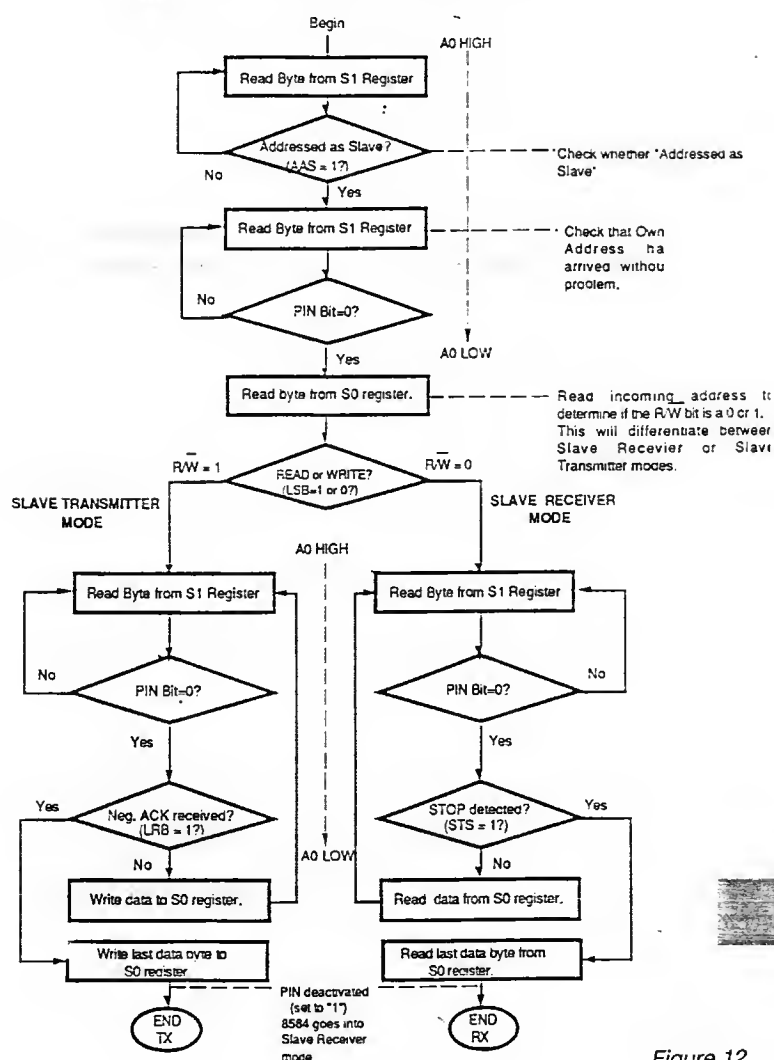 Begin
A0 HIGH
Read Byte from S1 Register
Addressed as Slave?
(AAS = 1?)
No
Yes
Check whether "Addressed as
Slave"
Read Byte from S1 Register
Check that Own
Address ha
arrived withou
problem.
No
PIN Bit=0?
Yes
A0 LOW
Read byte from S0 register.
Read incoming address to
determine if the R/W bit is a 0 or 1.
This will differentiate between
Slave Recevier or Slave
Transmitter modes.
R/W = 1
READ or WRITE?
(LSB=1 or 0?)
R/W = 0
SLAVE TRANSMITTER
MODE
SLAVE RECEIVER
MODE
A0 HIGH
Read Byte from S1 Register
Read Byte from S1 Register
No
PIN Bit=0?
PIN Bit=0?
No
Yes
Yes
Yes
Neg. ACK received?
(LRB = 1?)
STOP detected?
(STS = 1?)
Yes
No
A0 LOW
No
Write data to S0 register.
Read data from S0 register.
Write last data byte to
S0 register.
Read last data byte from
S0 register.
PIN deactivated
(set to "1")
8584 goes into
Slave Receiver
mode
END
TX
END
RX
Figure 12